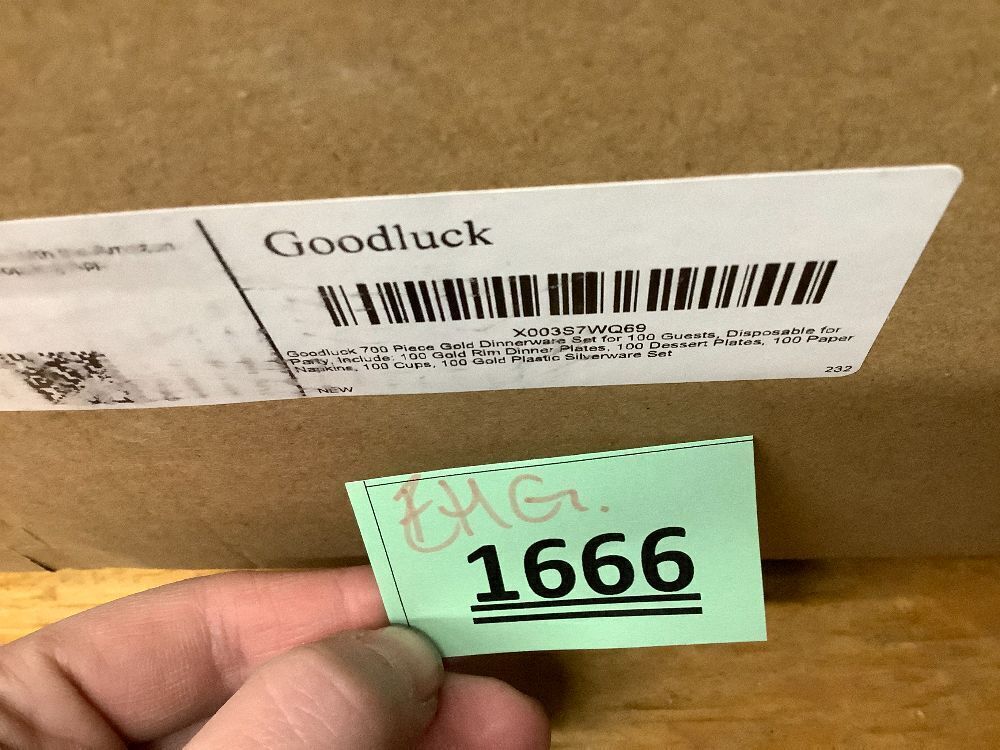 Goodluck
X003S7WQ69
Goodluck 700 Piece Gold Dinnerware Set for 100 Guests, Disposable for
Party, Include: 100 Gold Rim Dinner Plates, 100 Dessert Plates, 100 Paper
Napkins, 100 Cups, 100 Gold Plastic Silverware Set
NEW
232
EHG.
1666